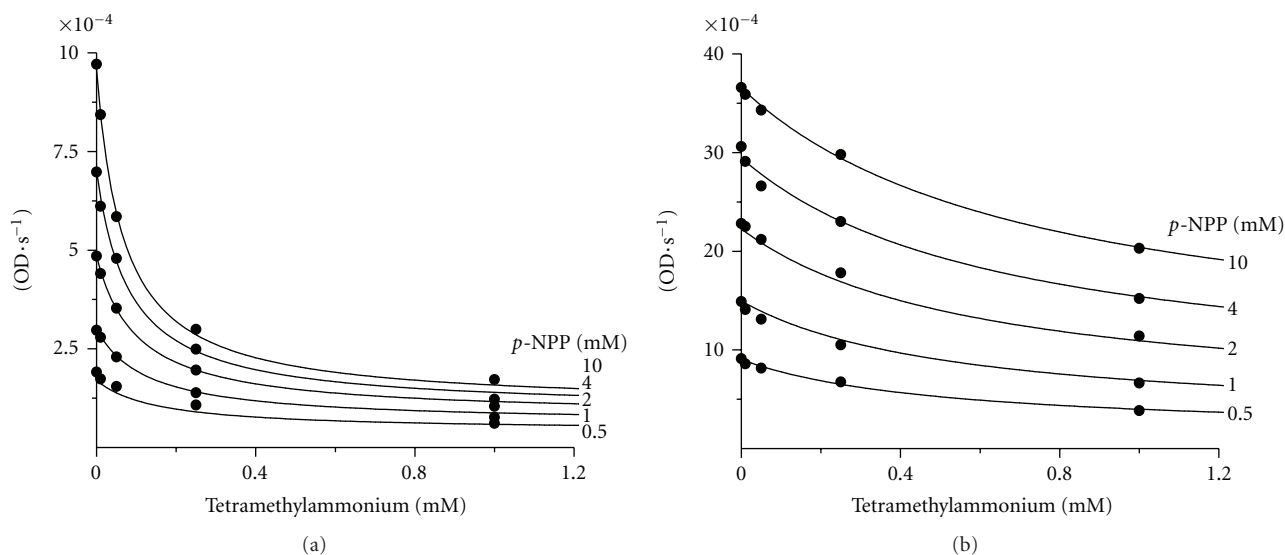 ×10⁻⁴
10
7.5
5
2.5
(OD·s⁻¹)
p-NPP (mM)
10
4
2
1
0.5
0 0.4 0.8 1.2
Tetramethylammonium (mM)
(a)
×10⁻⁴
40
30
20
10
(OD·s⁻¹)
p-NPP (mM)
10
4
2
1
0.5
0 0.4 0.8 1.2
Tetramethylammonium (mM)
(b)